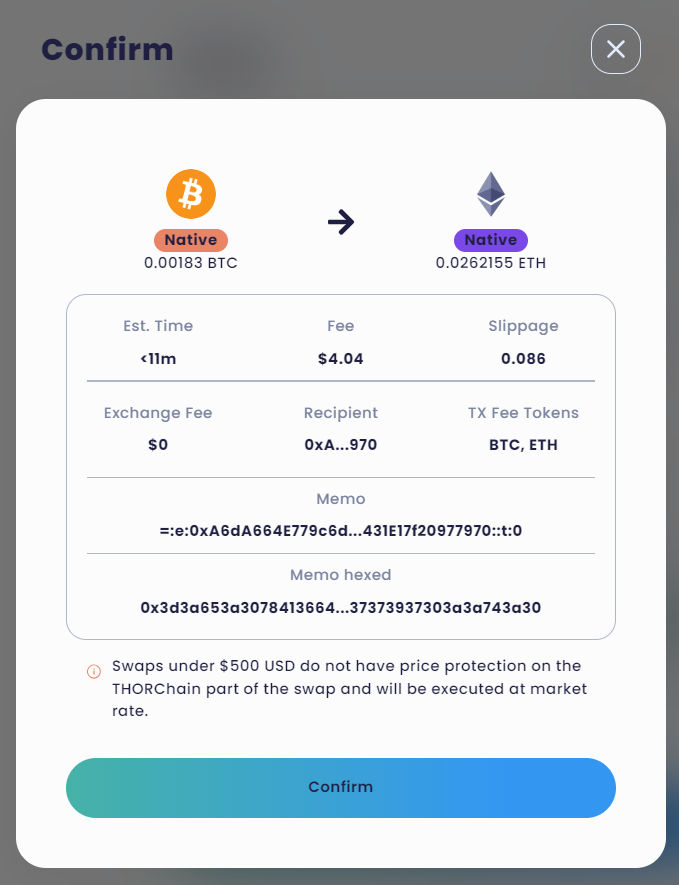 Confirm
Native
Native
0.00183 BTC
0.0262155 ETH
Est. Time
Fee
Slippage
<11m
$4.04
0.086
Exchange Fee
Recipient
TX Fee Tokens
$0
0xA...970
BTC, ETH
Memo
=:e:0xA6dA664E779c6d...431E17f20977970::t:0
Memo hexed
0x3d3a653a3078413664...37373937303a3a743a30
Swaps under $500 USD do not have price protection on the
THORChain part of the swap and will be executed at market
rate.
Confirm